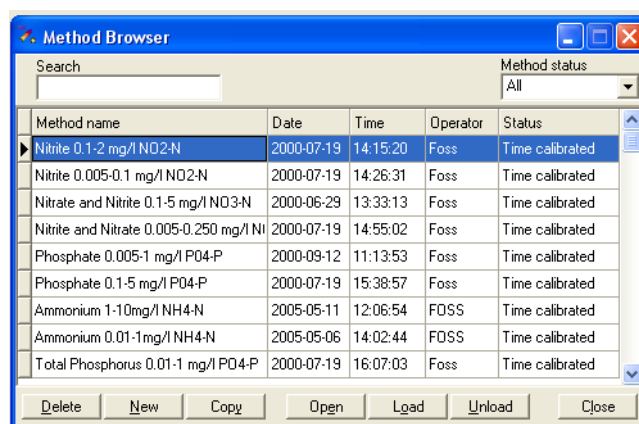 Method Browser
Search Method status
All
Method name Date Time Operator Status
Nitrite 0.1-2 mg/l NO2-N 2000-07-19 14:15:20 Foss Time calibrated
Nitrite 0.005-0.1 mg/l NO2-N 2000-07-19 14:26:31 Foss Time calibrated
Nitrate and Nitrite 0.1-5 mg/l NO3-N 2000-06-29 13:33:13 Foss Time calibrated
Nitrite and Nitrate 0.005-0.250 mg/l 2000-07-19 14:55:02 Foss Time calibrated
Phosphate 0.005-1 mg/l P04-P 2000-09-12 11:13:53 Foss Time calibrated
Phosphate 0.1-5 mg/l P04-P 2000-07-19 15:38:57 Foss Time calibrated
Ammonium 1-10mg/l NH4-N 2005-05-11 12:06:54 FOSS Time calibrated
Ammonium 0.01-1mg/l NH4-N 2005-05-06 14:02:44 FOSS Time calibrated
Total Phosphorus 0.01-1 mg/l PO4-P 2000-07-19 16:07:03 Foss Time calibrated
Delete New Copy Open Load Unload Close